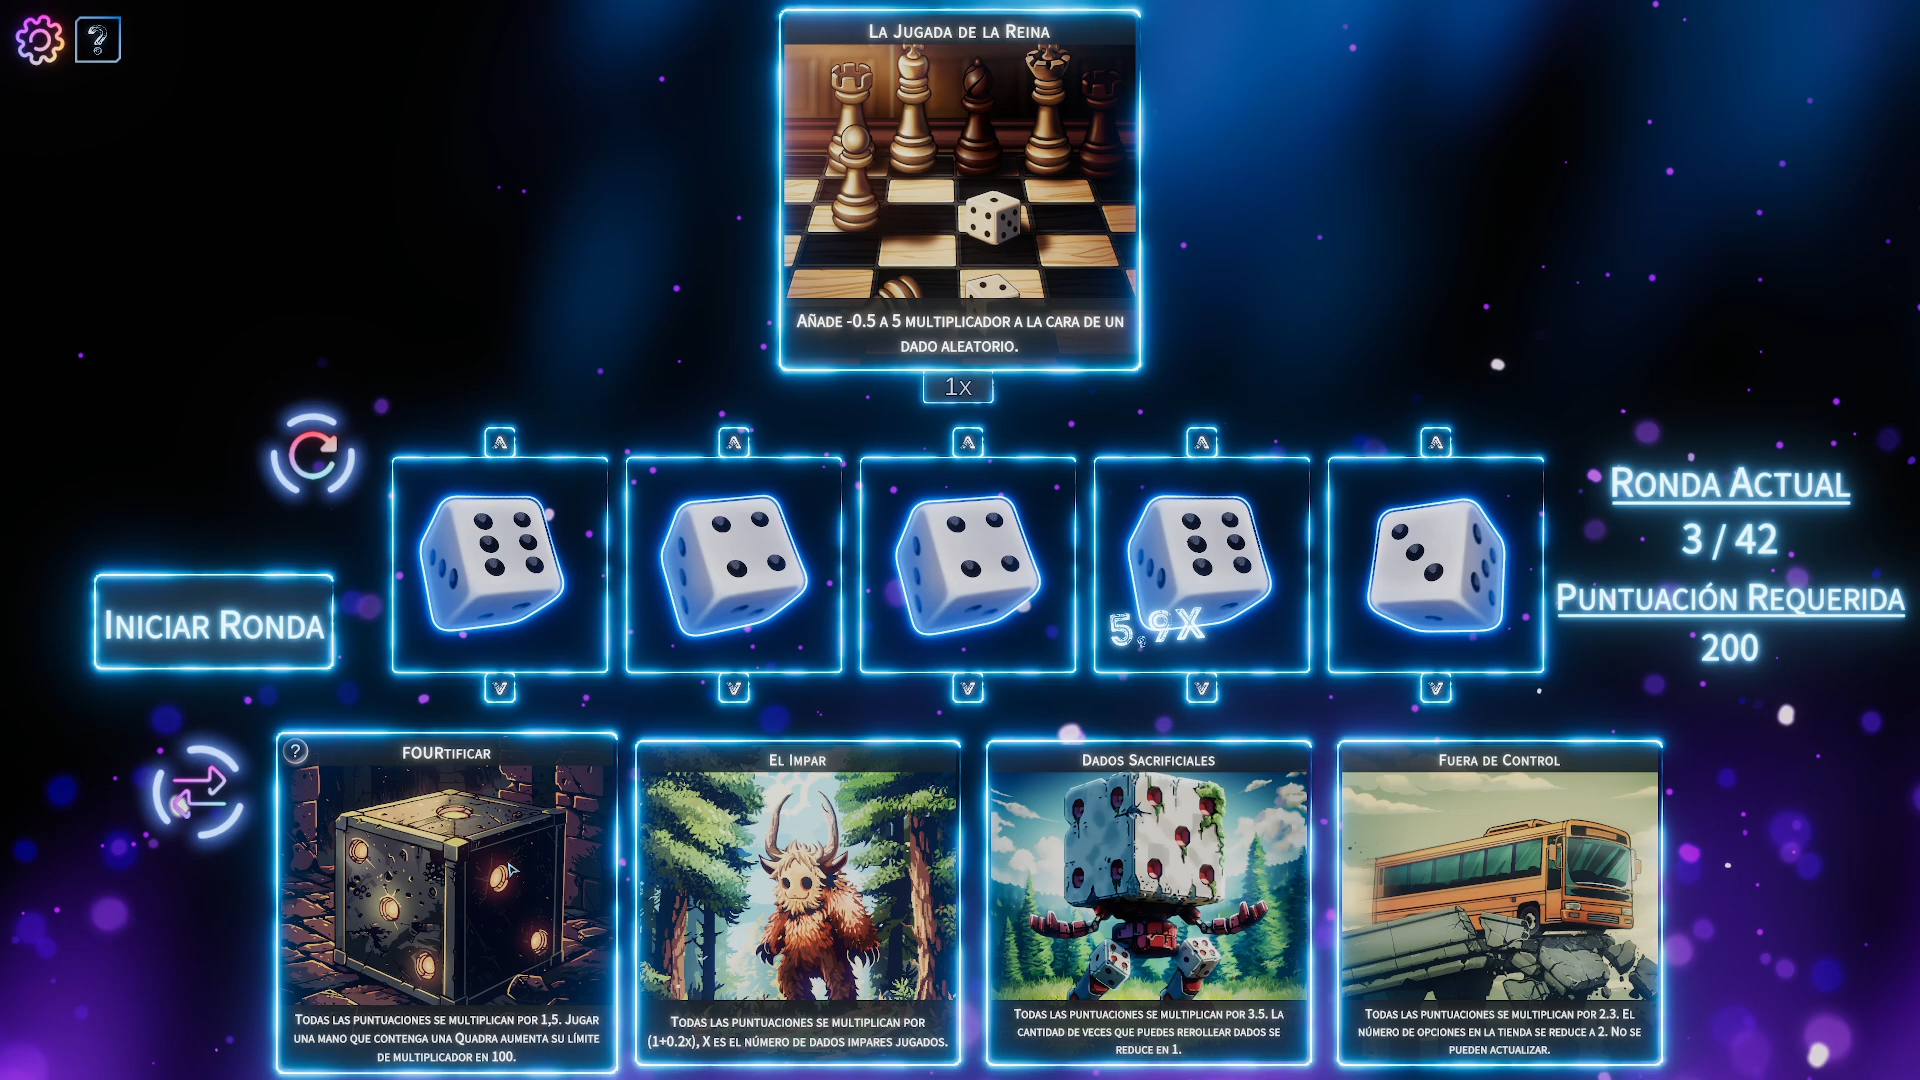 ?
La Jugada de la Reina
Añade -0.5 a 5 multiplicador a la cara de un
dado aleatorio.
1x
A
A
A
A
A
Iniciar Ronda
5,9X
V
V
V
V
V
Ronda Actual
3 / 42
Puntuación Requerida
200
?
FOURtificar
Todas las puntuaciones se multiplican por 1,5. Jugar
una mano que contenga una Quadra aumenta su límite
de multiplicador en 100.
El Impar
Todas las puntuaciones se multiplican por
(1+0.2x), X es el número de dados impares jugados.
Dados Sacrificiales
Todas las puntuaciones se multiplican por 3.5. La
cantidad de veces que puedes rerollear dados se
reduce en 1.
Fuera de Control
Todas las puntuaciones se multiplican por 2.3. El
número de opciones en la tienda se reduce a 2. No se
pueden actualizar.